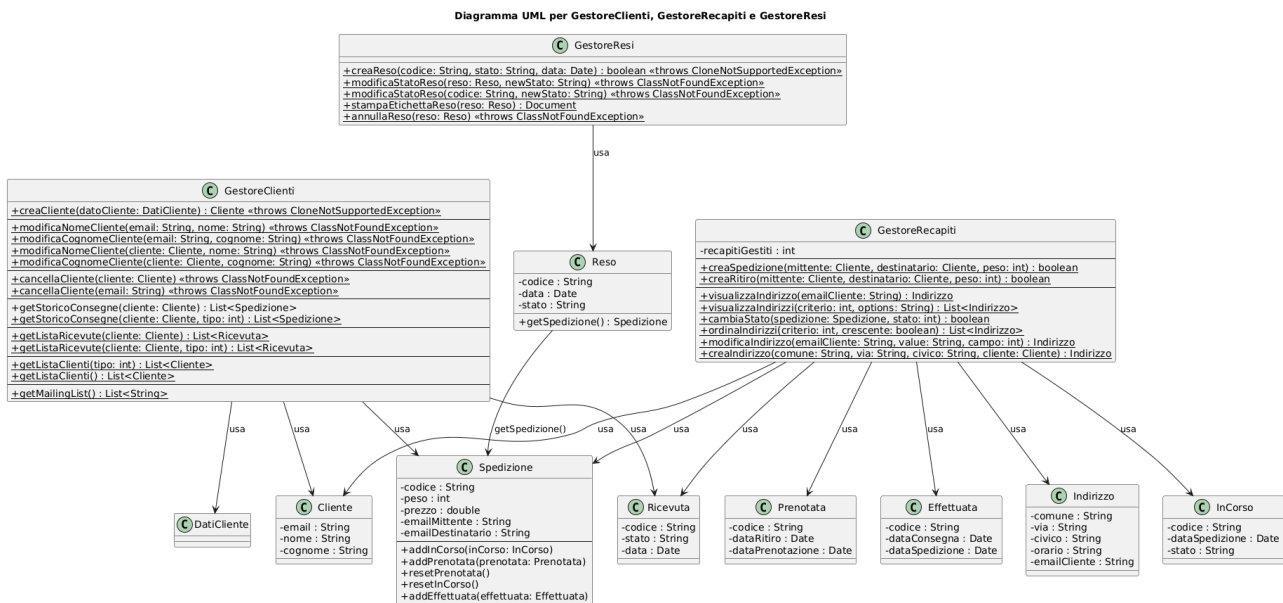 Diagramma UML per GestoreClienti, GestoreRecapiti e GestoreResi
C GestoreResi
+creaReso(codice: String, stato: String, data: Date) : boolean «throws CloneNotSupportedException»
+modificaStatoReso(reso: Reso, newStato: String) «throws ClassNotFoundException»
+modificaStatoReso(codice: String, newStato: String) «throws ClassNotFoundException»
+stampaEtichettaReso(reso: Reso) : Document
+annullaReso(reso: Reso) «throws ClassNotFoundException»
usa
C GestoreClienti
+creaCliente(datoCliente: DatiCliente) : Cliente «throws CloneNotSupportedException»
+modificaNomeCliente(email: String, nome: String) «throws ClassNotFoundException»
+modificaCognomeCliente(email: String, cognome: String) «throws ClassNotFoundException»
+modificaNomeCliente(cliente: Cliente, nome: String) «throws ClassNotFoundException»
+modificaCognomeCliente(cliente: Cliente, cognome: String) «throws ClassNotFoundException»
+cancellaCliente(cliente: Cliente) «throws ClassNotFoundException»
+cancellaCliente(email: String) «throws ClassNotFoundException»
+getStoricoConsegne(cliente: Cliente) : List<Spedizione>
+getStoricoConsegne(cliente: Cliente, tipo: int) : List<Spedizione>
+getListaRicevute(cliente: Cliente) : List<Ricevuta>
+getListaRicevute(cliente: Cliente, tipo: int) : List<Ricevuta>
+getListaClienti(tipo: int) : List<Cliente>
+getListaClienti() : List<Cliente>
+getMailingList() : List<String>
C Reso
-codice : String
-data : Date
-stato : String
+getSpedizione() : Spedizione
C GestoreRecapiti
-recapitiGestiti : int
+creaSpedizione(mittente: Cliente, destinatario: Cliente, peso: int) : boolean
+creaRitiro(mittente: Cliente, destinatario: Cliente, peso: int) : boolean
+visualizzaIndirizzo(emailCliente: String) : Indirizzo
+visualizzaIndirizzi(criterio: int, options: String) : List<Indirizzo>
+cambiaStato(spedizione: Spedizione, stato: int) : boolean
+ordinaIndirizzi(criterio: int, crescente: boolean) : List<Indirizzo>
+modificaIndirizzo(emailCliente: String, value: String, campo: int) : Indirizzo
+creaIndirizzo(comune: String, via: String, civico: String, cliente: Cliente) : Indirizzo
usa
usa
usa
getSpedizione()
usa
usa
usa
usa
usa
usa
usa
usa
C DatiCliente
C Cliente
-email : String
-nome : String
-cognome : String
C Spedizione
-codice : String
-peso : int
-prezzo : double
-emailMittente : String
-emailDestinatario : String
+addInCorso(inCorso: InCorso)
+addPrenotata(prenotata: Prenotata)
+resetPrenotata()
+resetInCorso()
+addEffettuata(effettuata: Effettuata)
C Ricevuta
-codice : String
-stato : String
-data : Date
C Prenotata
-codice : String
-dataRitiro : Date
-dataPrenotazione : Date
C Effettuata
-codice : String
-dataConsegna : Date
-dataSpedizione : Date
C Indirizzo
-comune : String
-via : String
-civico : String
-orario : String
-emailCliente : String
C InCorso
-codice : String
-dataSpedizione : Date
-stato : String